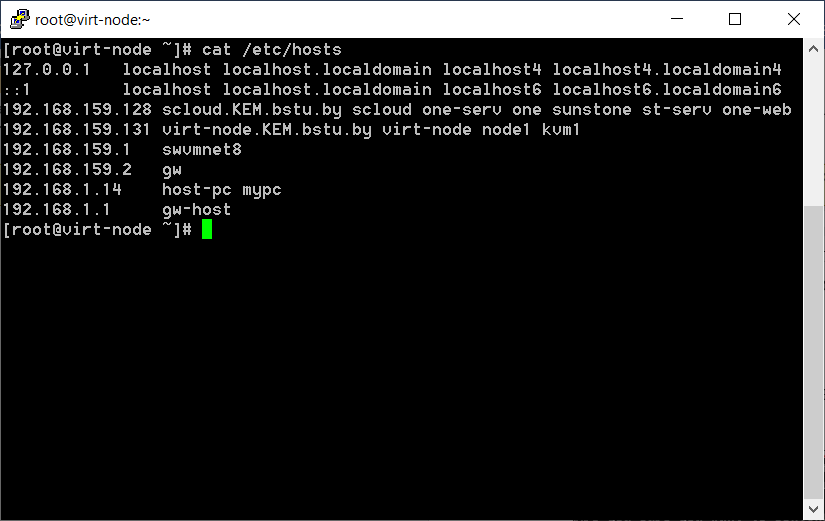 root@virt-node:~
[root@virt-node ~]# cat /etc/hosts
127.0.0.1   localhost localhost.localdomain localhost4 localhost4.localdomain4
::1         localhost localhost.localdomain localhost6 localhost6.localdomain6
192.168.159.128 scloud.KEM.bstu.by scloud one-serv one sunstone st-serv one-web
192.168.159.131 virt-node.KEM.bstu.by virt-node node1 kvm1
192.168.159.1   swvmnet8
192.168.159.2   gw
192.168.1.14    host-pc mypc
192.168.1.1     gw-host
[root@virt-node ~]#